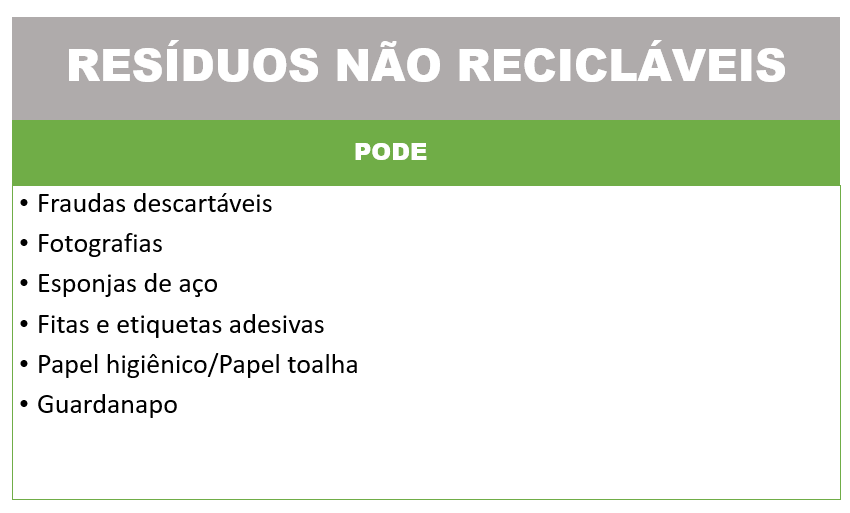 RESÍDUOS NÃO RECICLÁVEIS
PODE
• Fraudas descartáveis
• Fotografias
• Esponjas de aço
• Fitas e etiquetas adesivas
• Papel higiênico/Papel toalha
• Guardanapo